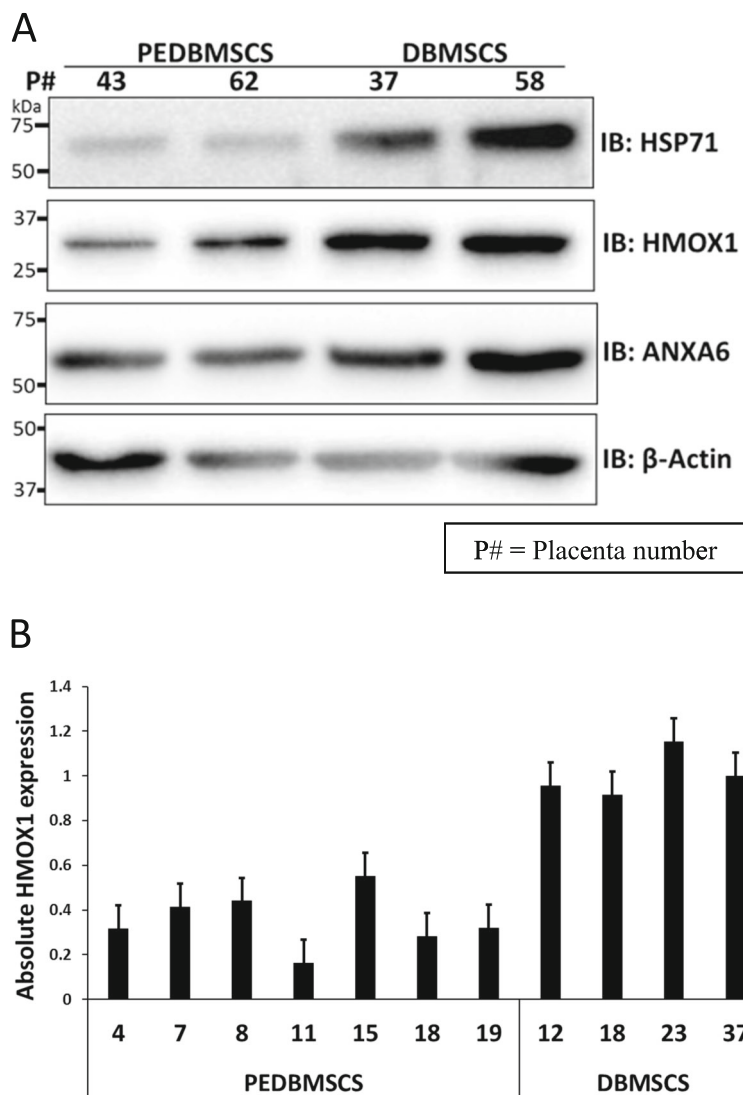 A
PEDBMSCS DBMSCS
P# 43 62 37 58
kDa
75
50
IB: HSP71
37
25
IB: HMOX1
75
50
IB: ANXA6
50
37
IB: β-Actin
P# = Placenta number
B
Absolute HMOX1 expression
1.4
1.2
1
0.8
0.6
0.4
0.2
0
4 7 8 11 15 18 19 12 18 23 37
PEDBMSCS DBMSCS